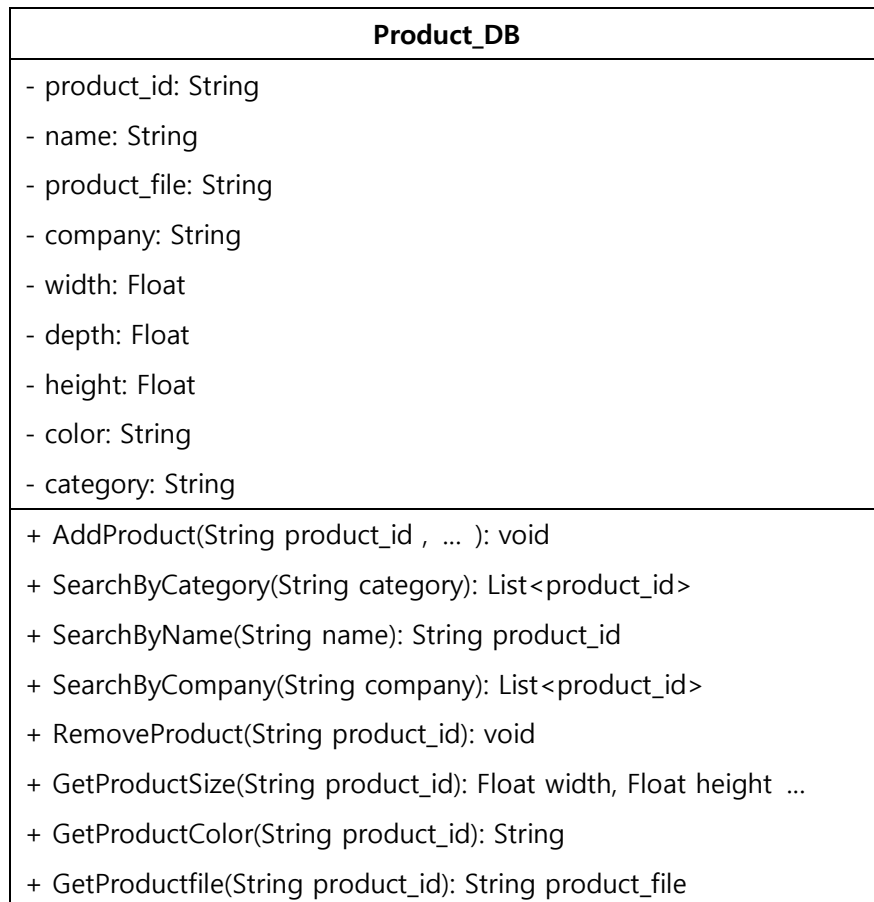 Product_DB
- product_id: String
- name: String
- product_file: String
- company: String
- width: Float
- depth: Float
- height: Float
- color: String
- category: String
+ AddProduct(String product_id , ... ): void
+ SearchByCategory(String category): List<product_id>
+ SearchByName(String name): String product_id
+ SearchByCompany(String company): List<product_id>
+ RemoveProduct(String product_id): void
+ GetProductSize(String product_id): Float width, Float height ...
+ GetProductColor(String product_id): String
+ GetProductfile(String product_id): String product_file